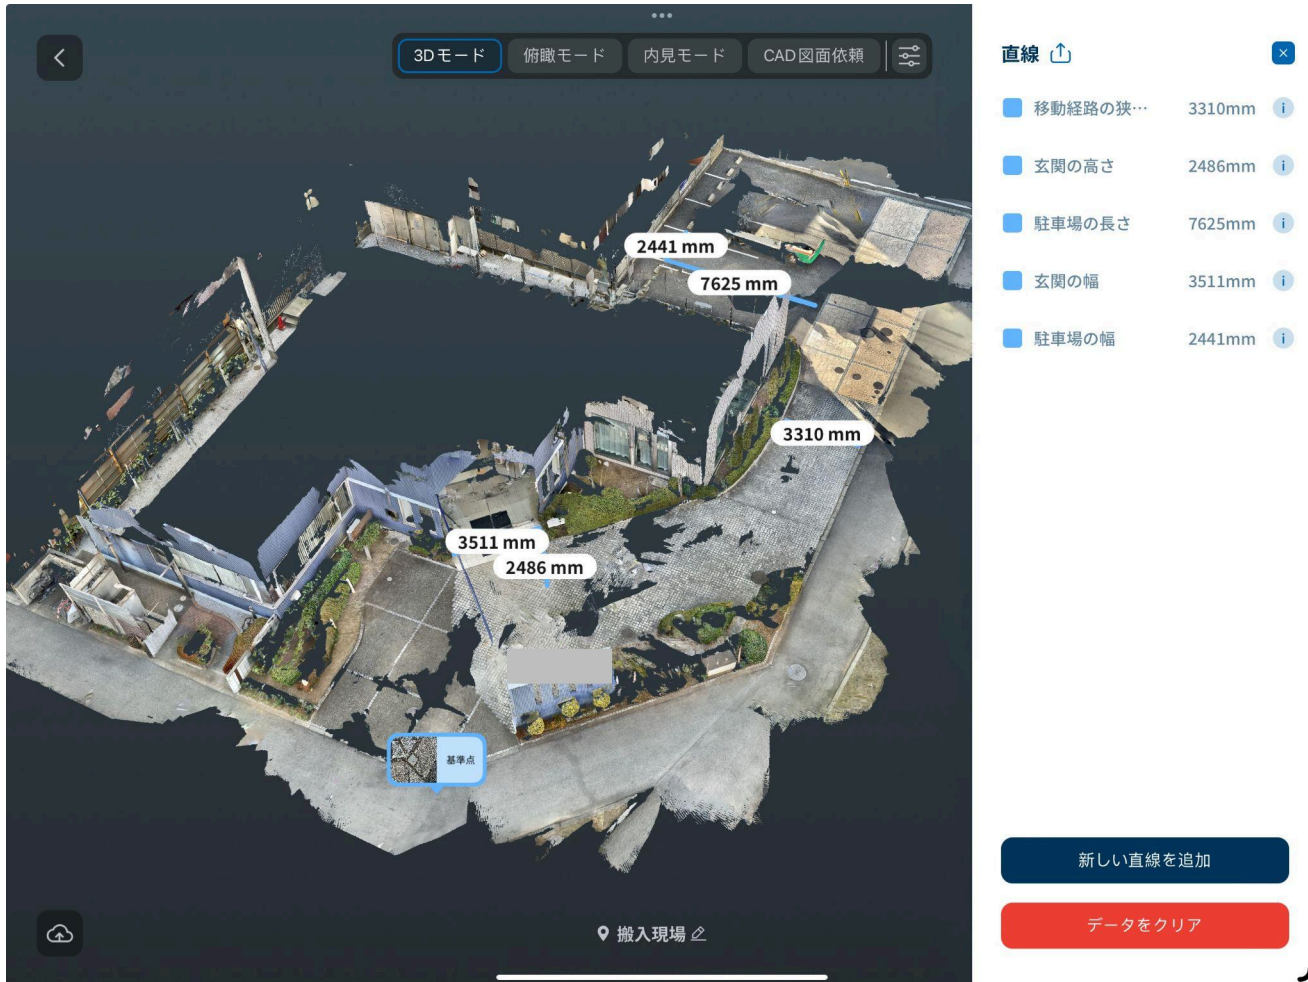 3Dモード
俯瞰モード
内見モード
CAD図面依頼
2441 mm
7625 mm
3310 mm
3511 mm
2486 mm
基準点
搬入現場
直線
移動経路の狭… 3310mm
玄関の高さ 2486mm
駐車場の長さ 7625mm
玄関の幅 3511mm
駐車場の幅 2441mm
新しい直線を追加
データをクリア